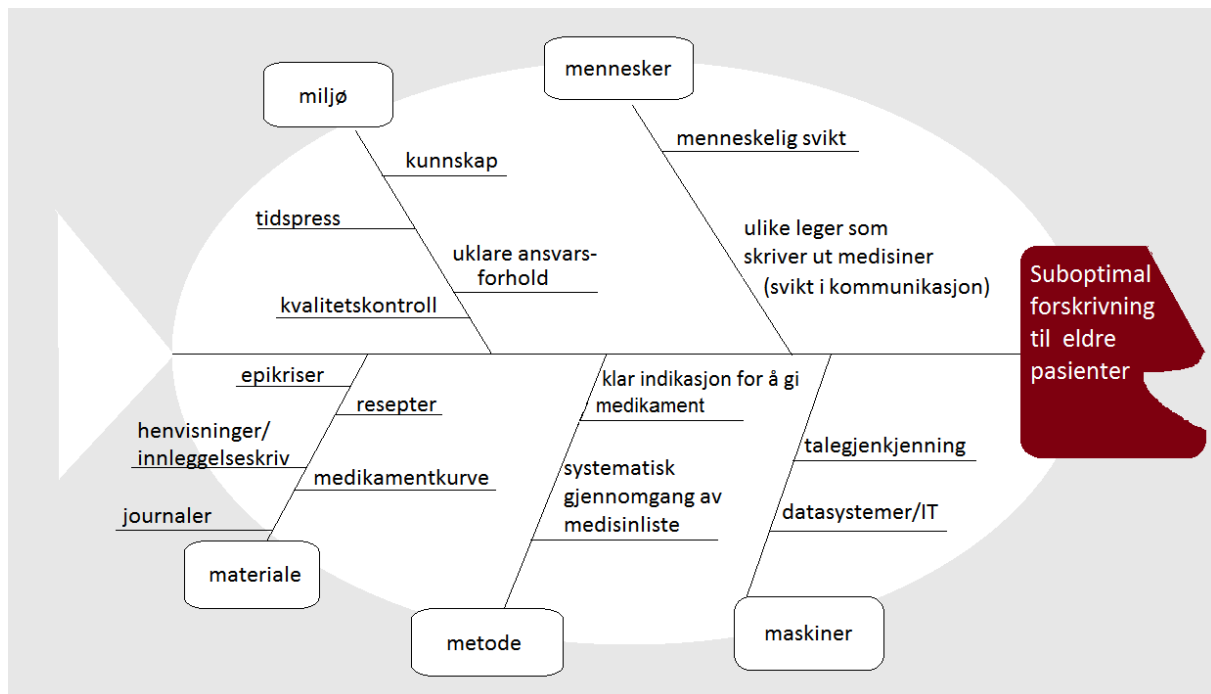 mennesker
miljø
menneskelig svikt
kunnskap
tidspress
ulike leger som
skriver ut medisiner
(svikt i kommunikasjon)
uklare ansvars-
forhold
kvalitetskontroll
Suboptimal
forskrivning
til eldre
pasienter
epikriser
resepter
henvisninger/
innleggelseskriv
medikamentkurve
journaler
materiale
klar indikasjon for å gi
medikament
systematisk
gjennomgang av
medisinliste
metode
talegjenkjenning
datasystemer/IT
maskiner